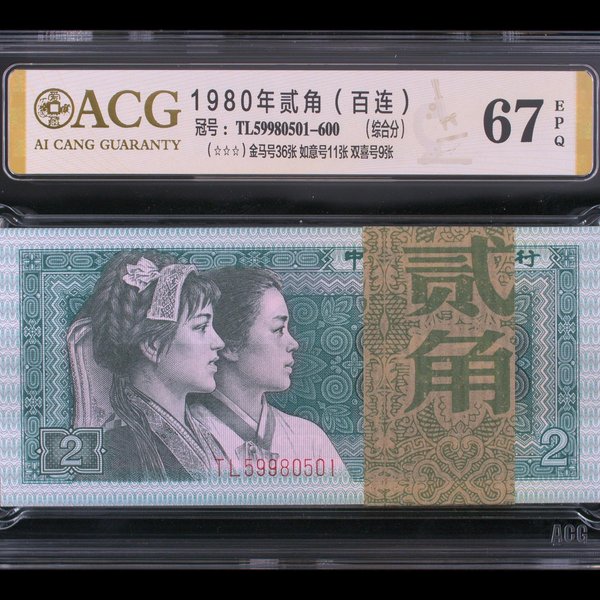 ACG
AI CANG GUARANTY
1980年贰角（百连）
冠号：TL59980501-600 （综合分）
（☆☆☆）金马号36张 如意号11张 双喜号9张
67
EPQ
中
行
贰角
2
TL59980501
2
ACG